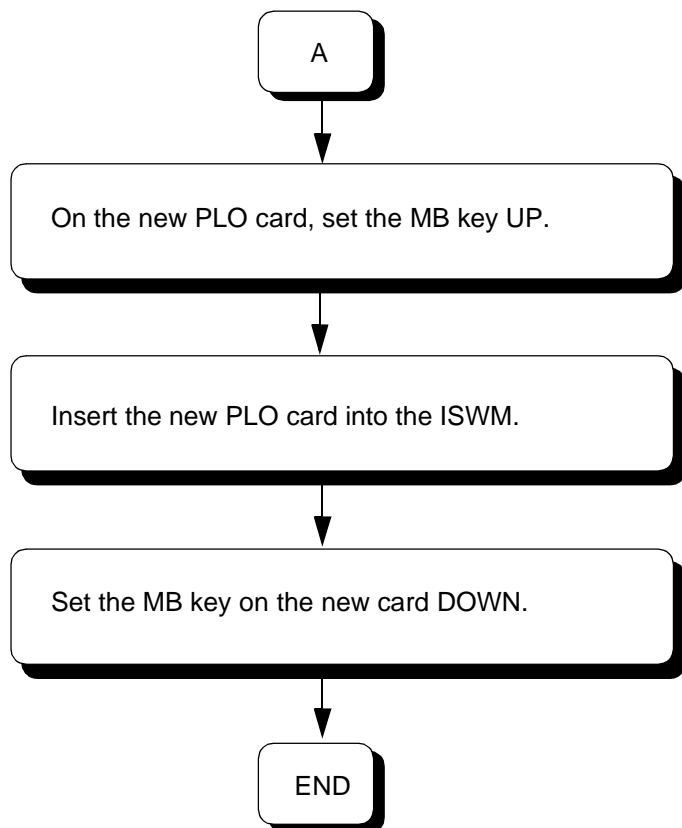 A
On the new PLO card, set the MB key UP.
Insert the new PLO card into the ISWM.
Set the MB key on the new card DOWN.
END